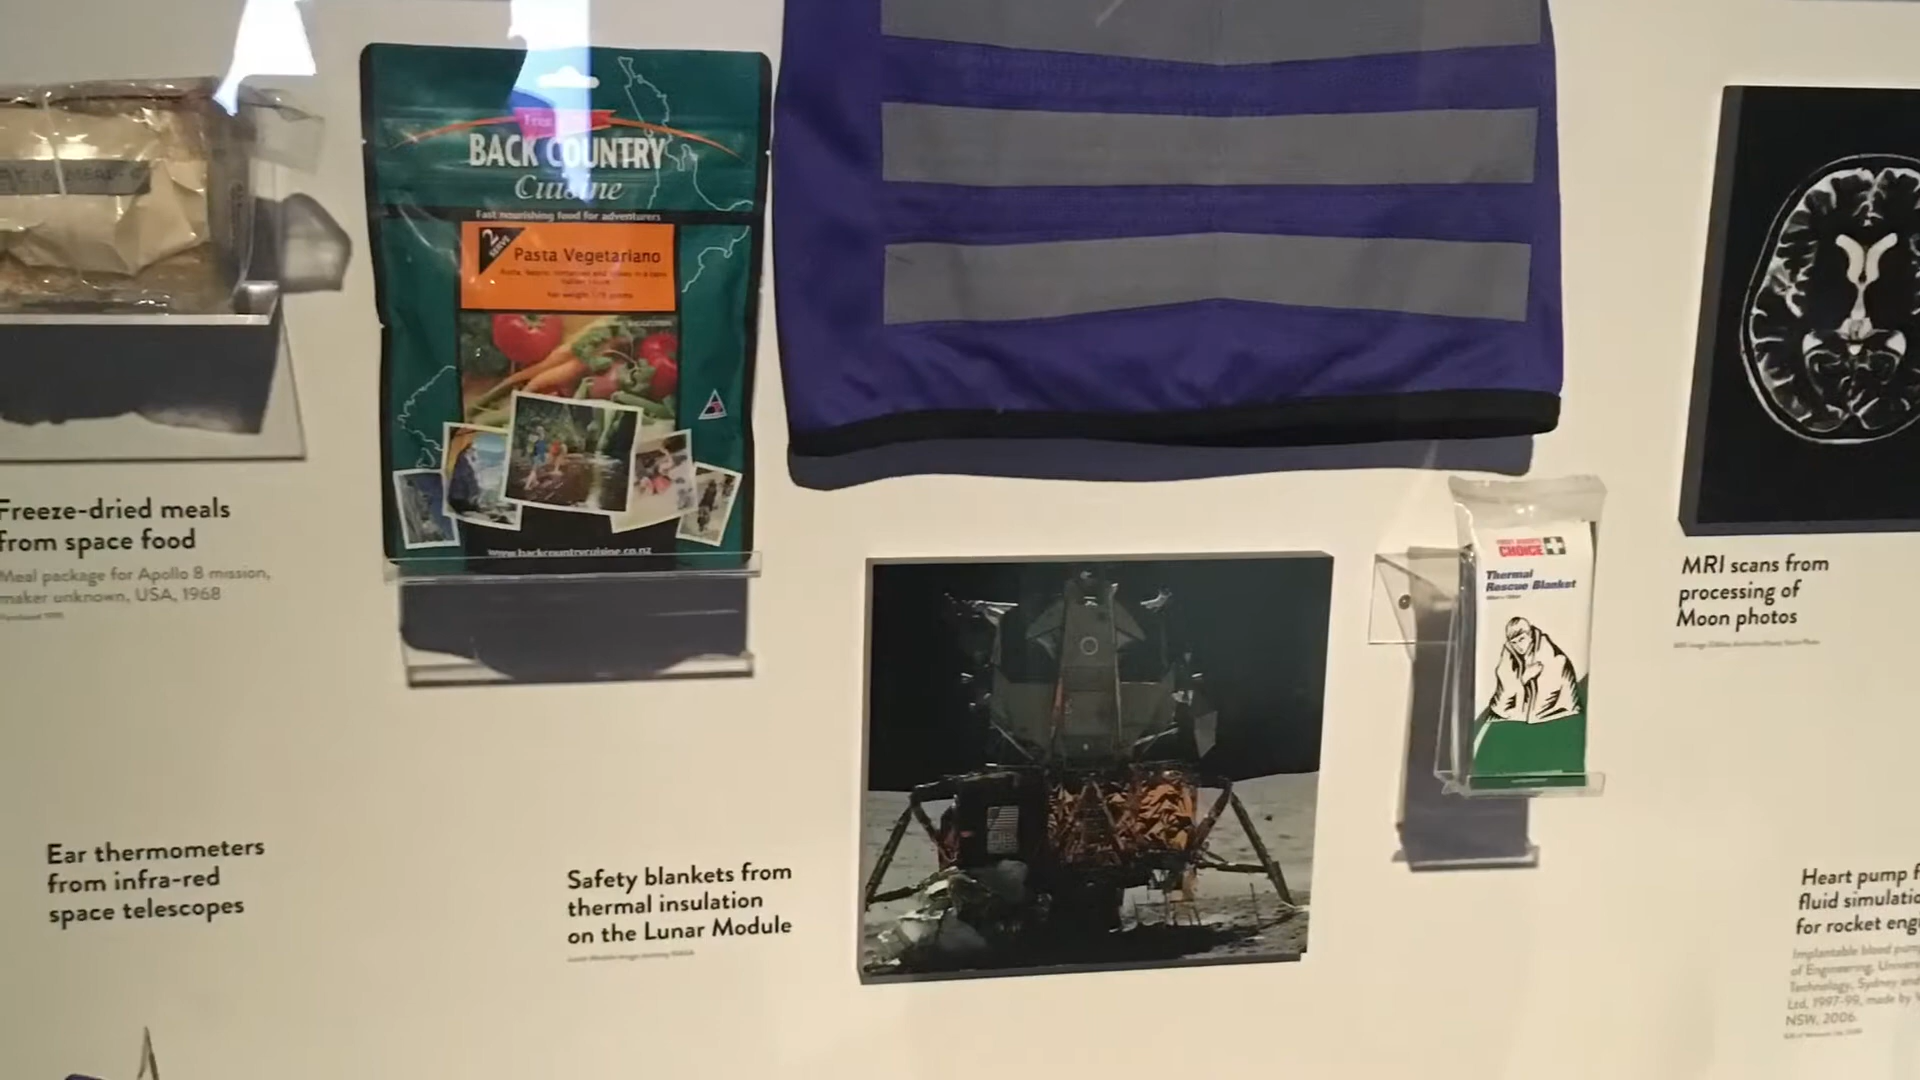 BACK COUNTRY
Cuisine
Fast nourishing food for adventurers
2
SERVE
Pasta Vegetariano
www.backcountrycuisine.co.nz
Freeze-dried meals
from space food
Meal package for Apollo 8 mission,
maker unknown, USA, 1968
CHOICE
Thermal
Rescue Blanket
MRI scans from
processing of
Moon photos
Ear thermometers
from infra-red
space telescopes
Safety blankets from
thermal insulation
on the Lunar Module
Heart pump f
fluid simulatio
for rocket eng
Implantable blood pump
of Engineering, Univers
Technology, Sydney and
Ltd, 1997-99, made by V
NSW, 2006